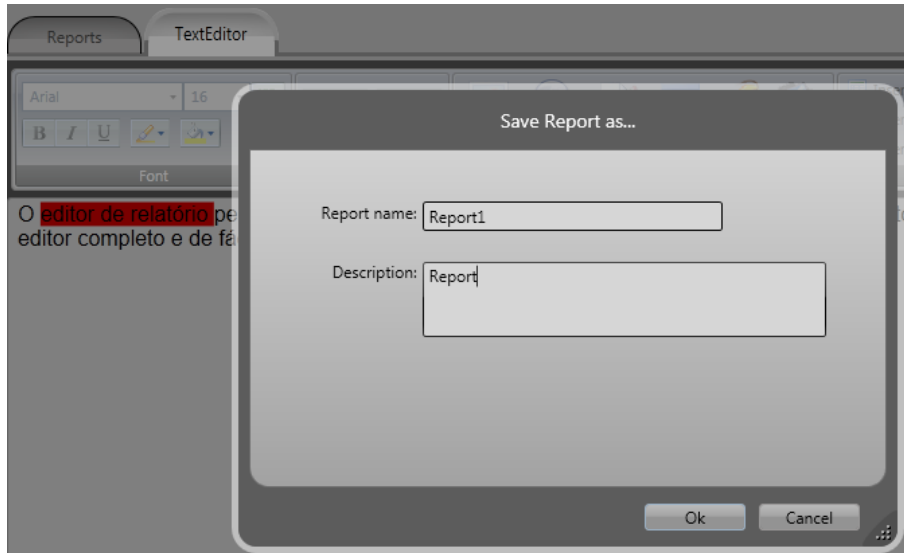 Reports TextEditor
Arial 16
B I U
Font
Save Report as...
Report name: Report1
Description: Report
O editor de relatório pe
editor completo e de fá
Ok Cancel